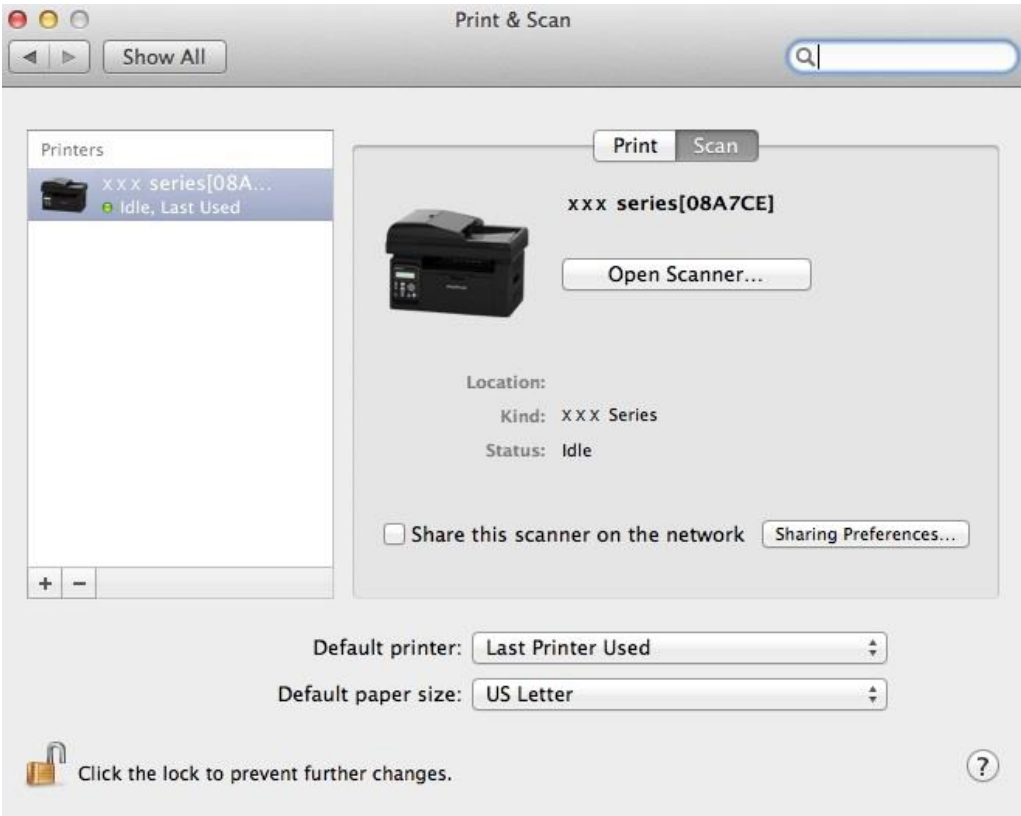 Print & Scan
Show All
Printers
x x x series[08A...
Idle, Last Used
Print Scan
xxx series[08A7CE]
Open Scanner...
Location:
Kind: XXX Series
Status: Idle
Share this scanner on the network Sharing Preferences...
+ −
Default printer: Last Printer Used
Default paper size: US Letter
Click the lock to prevent further changes.
?